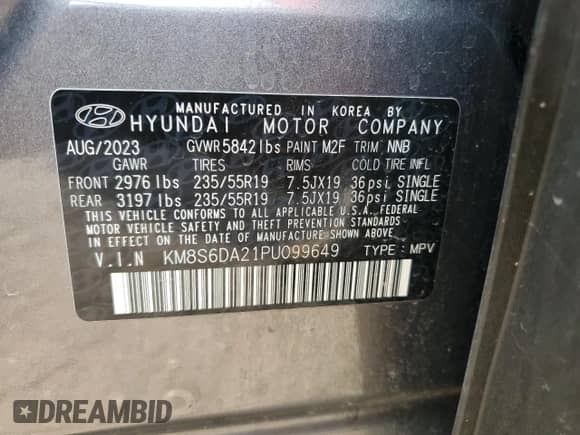 MANUFACTURED IN KOREA BY
HYUNDAI MOTOR COMPANY
AUG/2023 GVWR 5842 lbs PAINT M2F TRIM NNB
GAWR TIRES RIMS COLD TIRE INFL
FRONT 2976 lbs 235/55R19 7.5JX19 36psi SINGLE
REAR 3197 lbs 235/55R19 7.5JX19 36psi SINGLE
THIS VEHICLE CONFORMS TO ALL APPLICABLE U.S.A. FEDERAL
MOTOR VEHICLE SAFETY AND THEFT PREVENTION STANDARDS
IN EFFECT ON THE DATE OF MANUFACTURE SHOWN ABOVE.
V.I.N KM8S6DA21PU099649 TYPE : MPV
DREAMBID